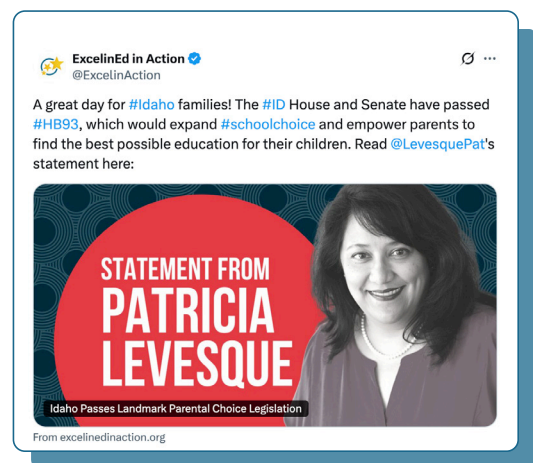 ExcelinEd in Action
@ExcelinAction
A great day for #Idaho families! The #ID House and Senate have passed
#HB93, which would expand #schoolchoice and empower parents to
find the best possible education for their children. Read @LevesquePat's
statement here:
STATEMENT FROM
PATRICIA
LEVESQUE
Idaho Passes Landmark Parental Choice Legislation
From excelinedinaction.org